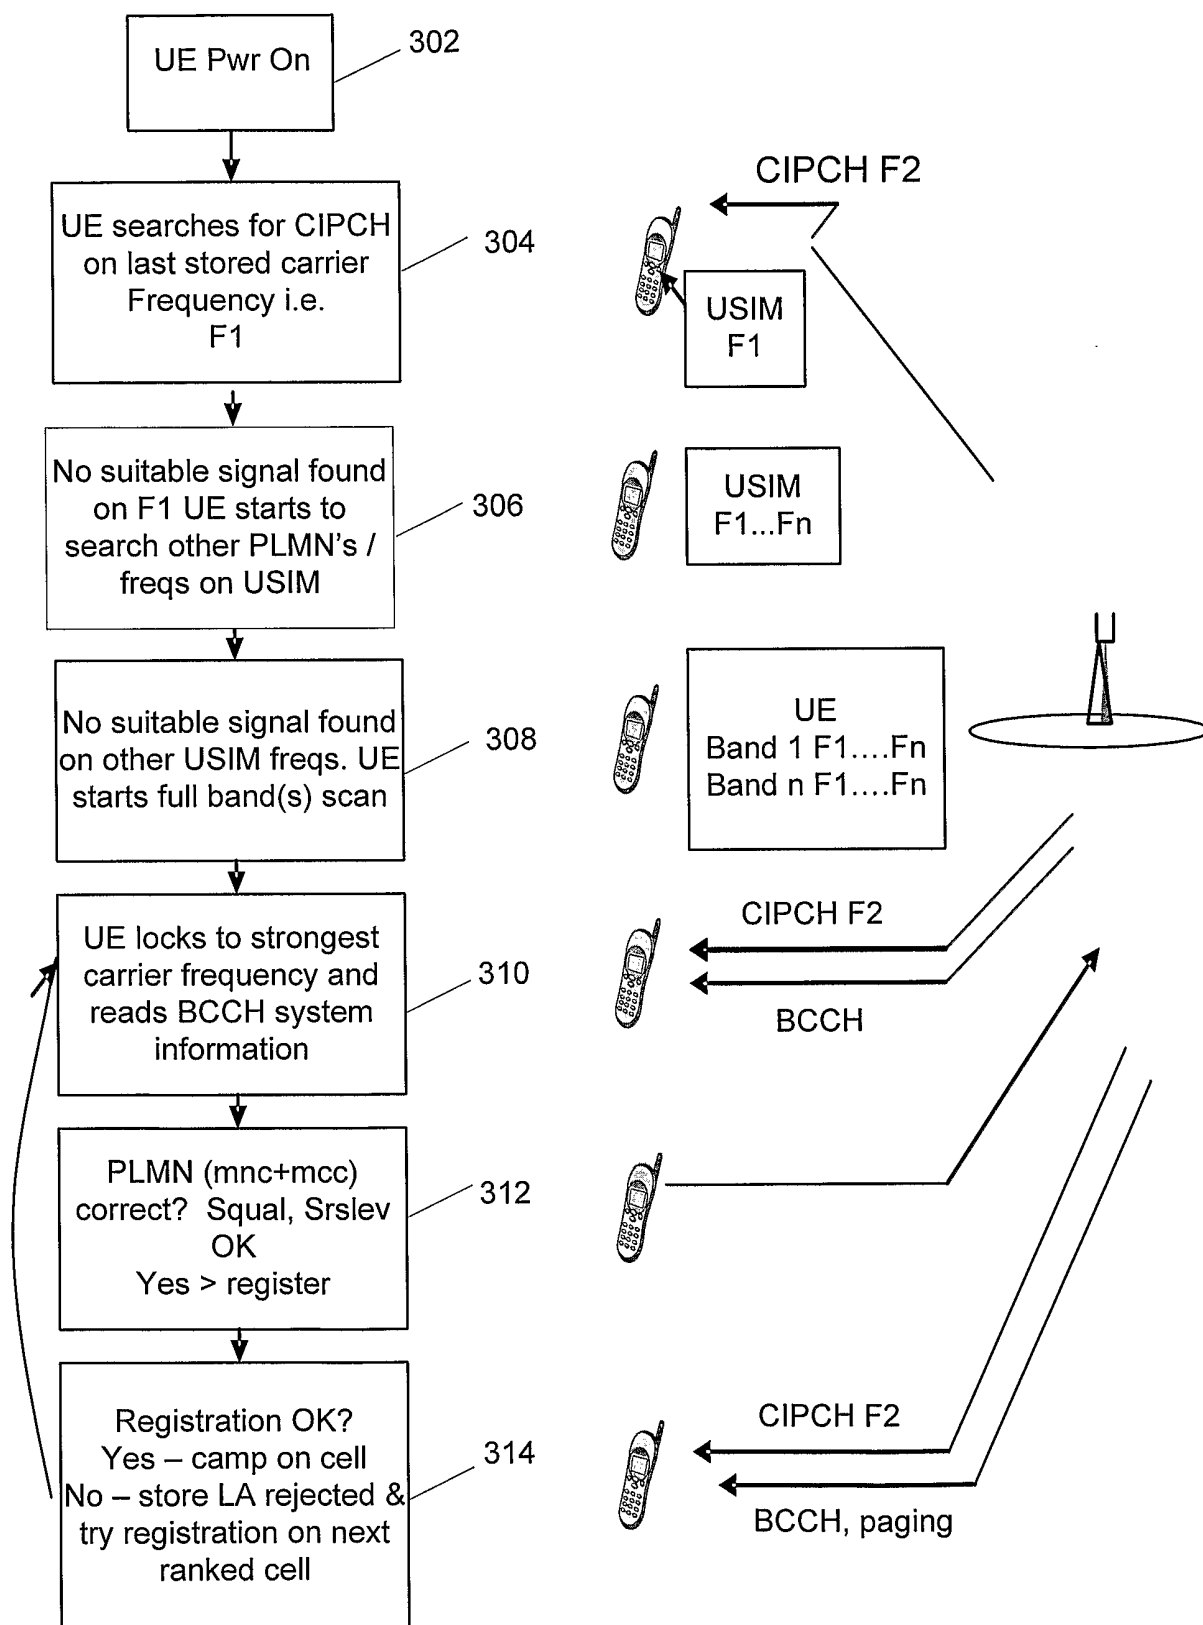 UE Pwr On
302
CIPCH F2
UE searches for CIPCH
on last stored carrier
Frequency i.e.
F1
304
USIM
F1
No suitable signal found
on F1 UE starts to
search other PLMN's /
freqs on USIM
306
USIM
F1...Fn
No suitable signal found
on other USIM freqs. UE
starts full band(s) scan
308
UE
Band 1 F1....Fn
Band n F1....Fn
UE locks to strongest
carrier frequency and
reads BCCH system
information
310
CIPCH F2
BCCH
PLMN (mnc+mcc)
correct? Squal, Srslev
OK
Yes > register
312
Registration OK?
Yes – camp on cell
No – store LA rejected &
try registration on next
ranked cell
314
CIPCH F2
BCCH, paging